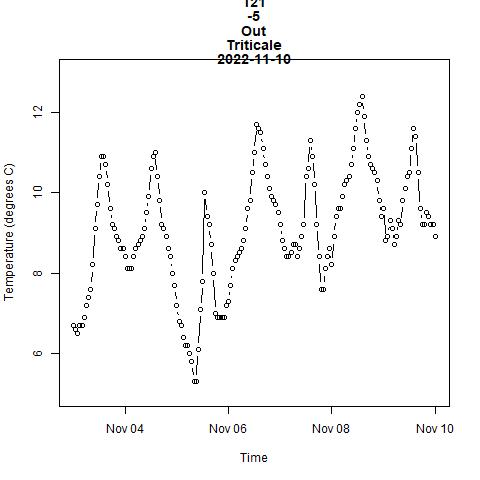 121
-5
Out
Triticale
2022-11-10
Temperature (degrees C)
12
10
8
6
Nov 04
Nov 06
Nov 08
Nov 10
Time